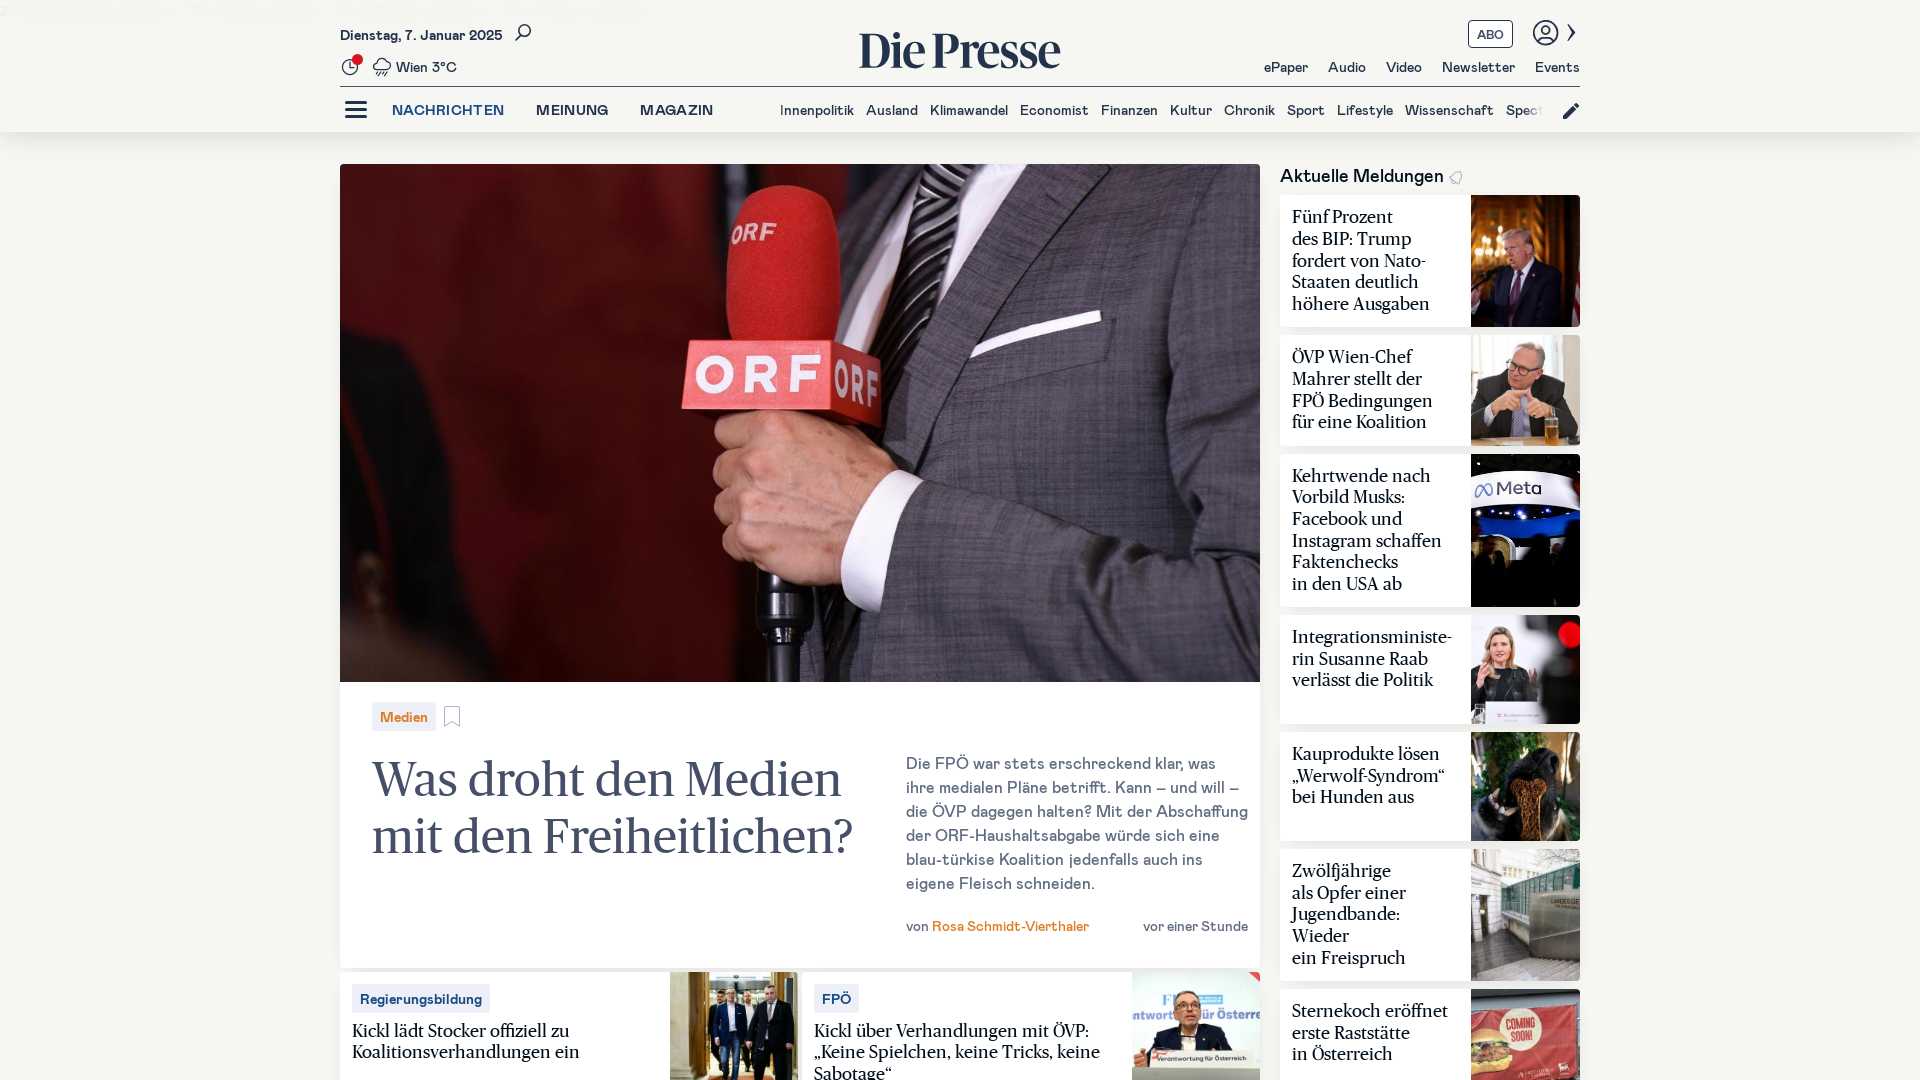 Dienstag, 7. Januar 2025
Wien 3°C
Die Presse
ABO
ePaper
Audio
Video
Newsletter
Events
NACHRICHTEN
MEINUNG
MAGAZIN
Innenpolitik
Ausland
Klimawandel
Economist
Finanzen
Kultur
Chronik
Sport
Lifestyle
Wissenschaft
ORF
ORF
ORF
Medien
Was droht den Medien
mit den Freiheitlichen?
Die FPÖ war stets erschreckend klar, was
ihre medialen Pläne betrifft. Kann – und will –
die ÖVP dagegen halten? Mit der Abschaffung
der ORF-Haushaltsabgabe würde sich eine
blau-türkise Koalition jedenfalls auch ins
eigene Fleisch schneiden.
von Rosa Schmidt-Vierthaler
vor einer Stunde
Regierungsbildung
Kickl lädt Stocker offiziell zu
Koalitionsverhandlungen ein
FPÖ
Kickl über Verhandlungen mit ÖVP:
„Keine Spielchen, keine Tricks, keine
Sabotage“
Verantwortung für Österreich
Aktuelle Meldungen
Fünf Prozent
des BIP: Trump
fordert von Nato-
Staaten deutlich
höhere Ausgaben
ÖVP Wien-Chef
Mahrer stellt der
FPÖ Bedingungen
für eine Koalition
Kehrtwende nach
Vorbild Musks:
Facebook und
Instagram schaffen
Faktenchecks
in den USA ab
Meta
Integrationsministe-
rin Susanne Raab
verlässt die Politik
Kauprodukte lösen
„Werwolf-Syndrom“
bei Hunden aus
Zwölfjährige
als Opfer einer
Jugendbande:
Wieder
ein Freispruch
Sternekoch eröffnet
erste Raststätte
in Österreich
COMING
SOON!